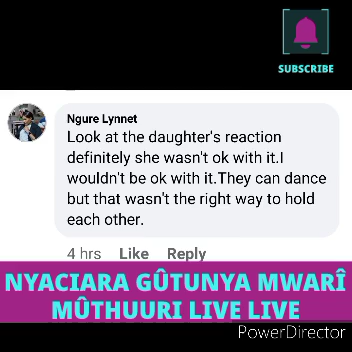 SUBSCRIBE
Ngure Lynnet
Look at the daughter's reaction
definitely she wasn't ok with it.I
wouldn't be ok with it.They can dance
but that wasn't the right way to hold
each other.
4 hrs Like Reply
NYACIARA GÛTUNYA MWARÎ
MÛTHUURI LIVE LIVE
PowerDirector